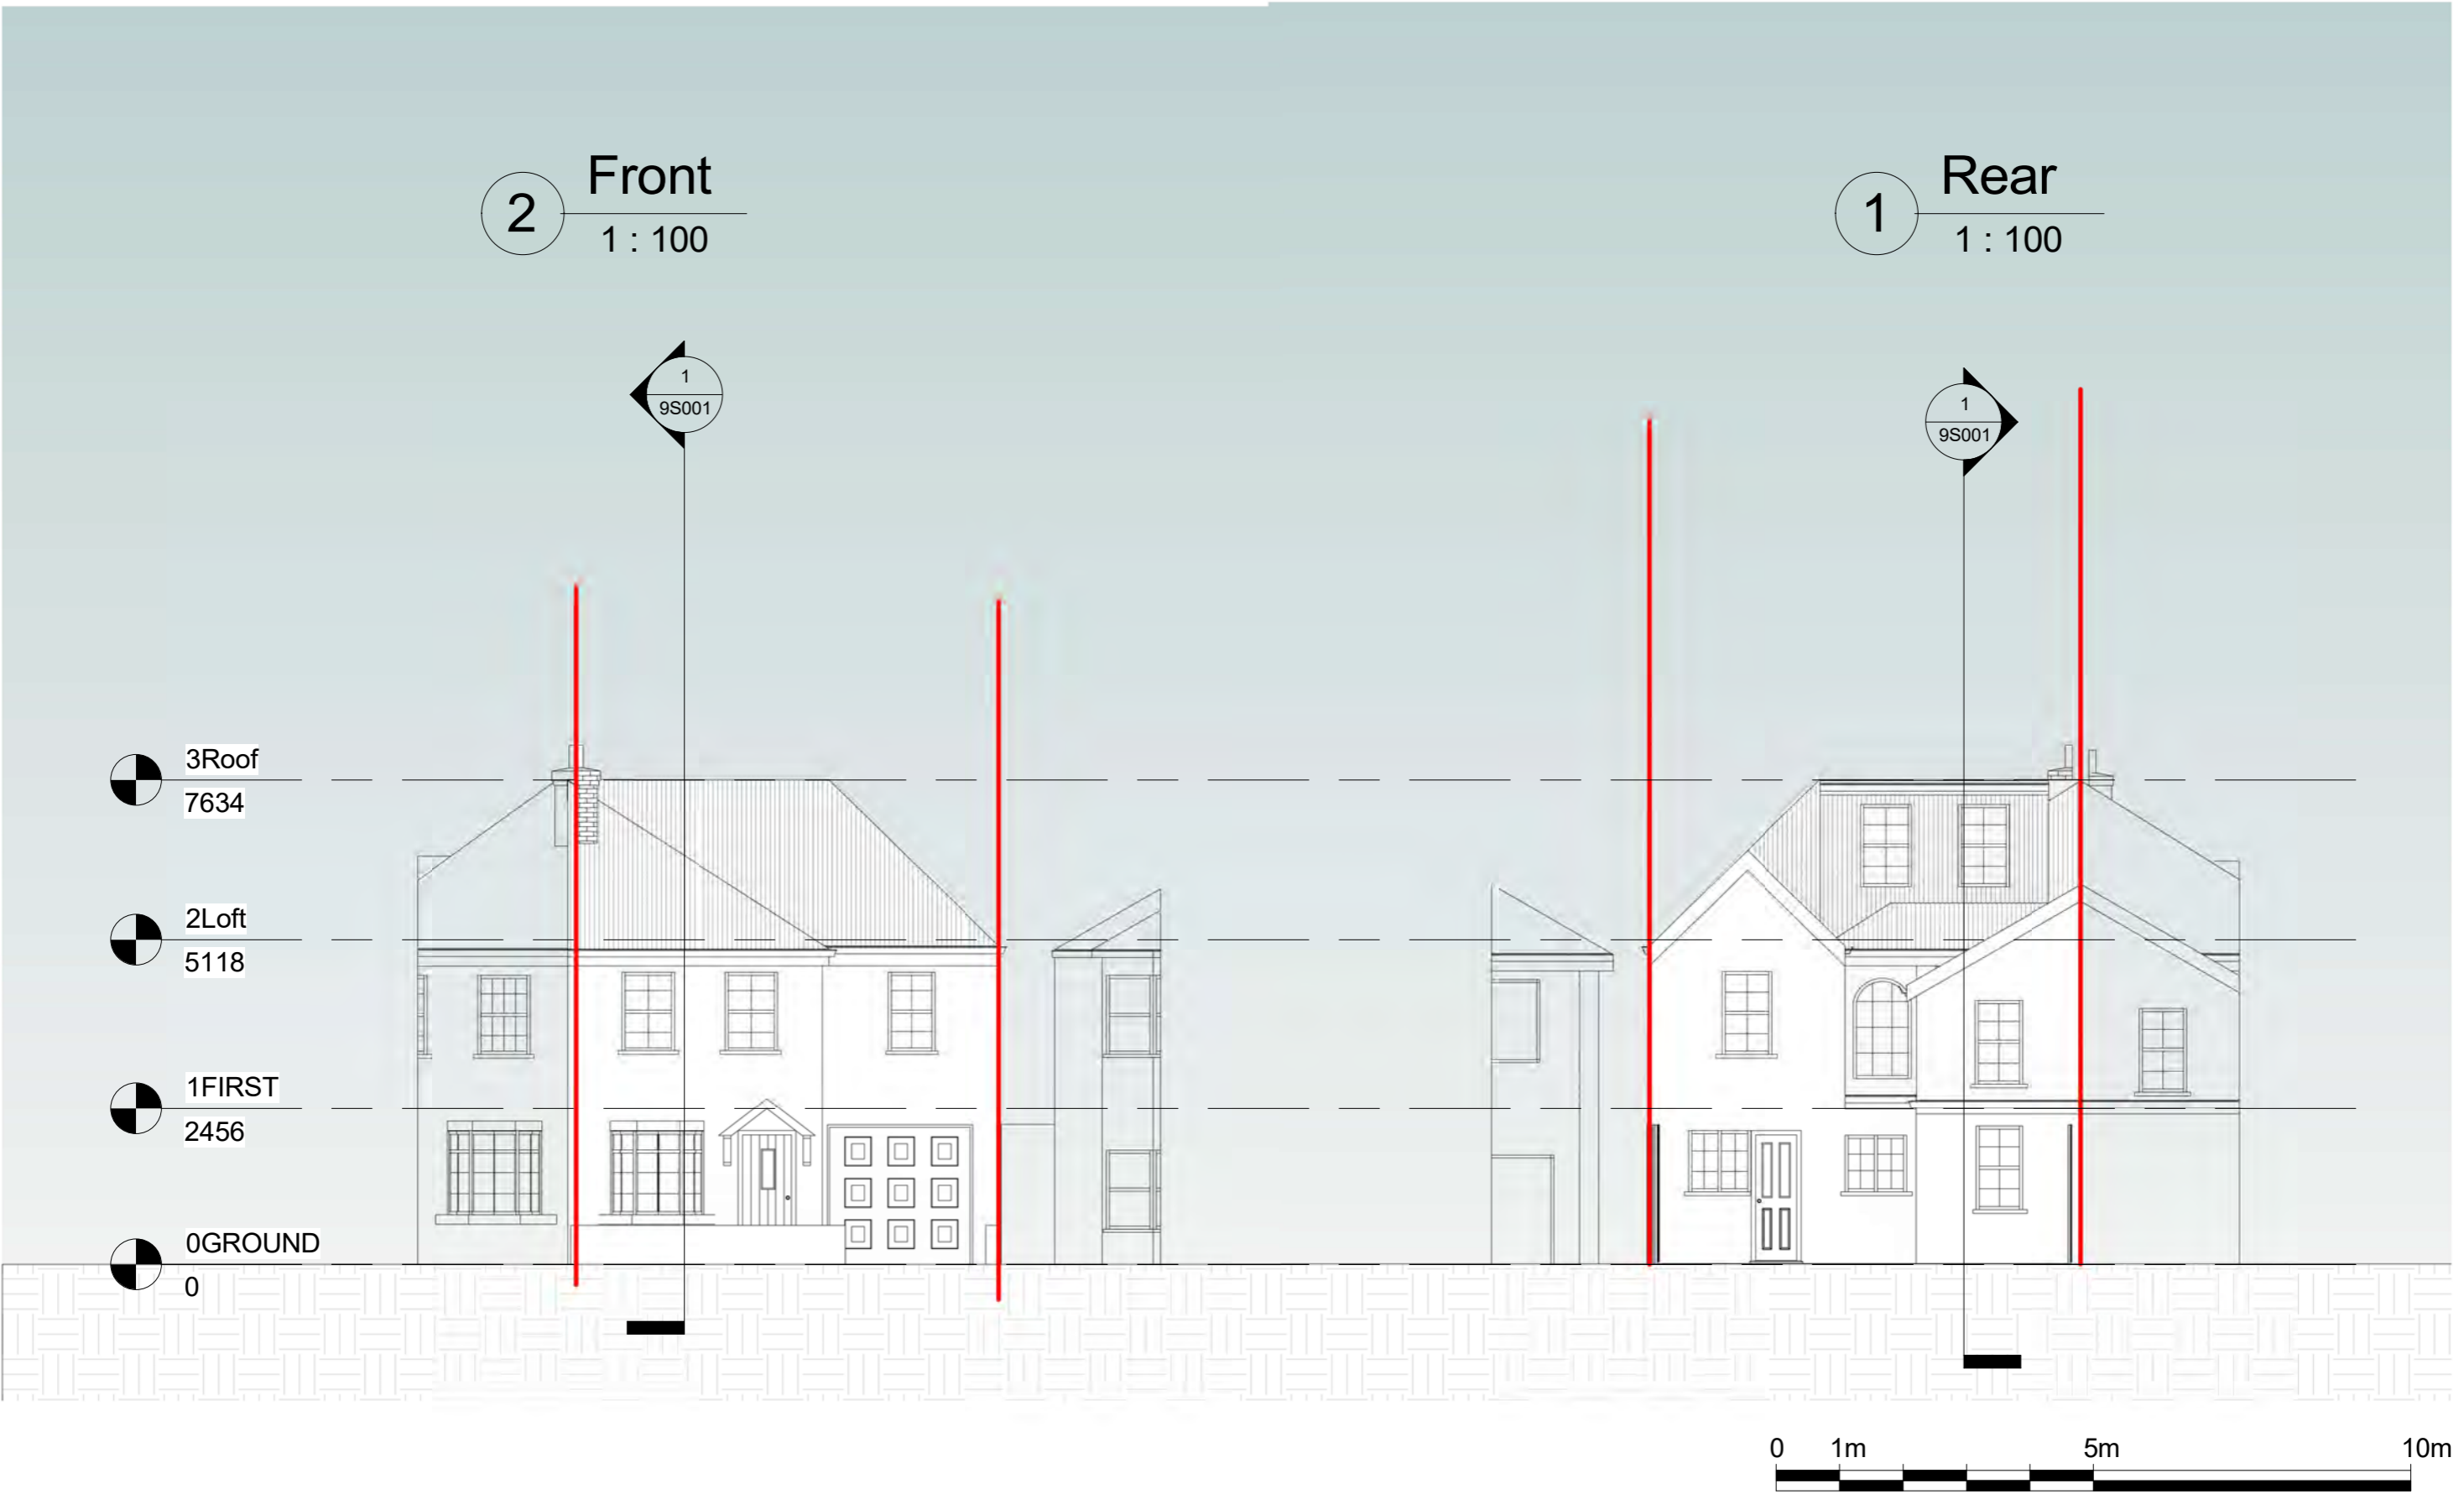 Front
2
1 : 100
Rear
1
1 : 100
1
9S001
1
9S001
3Roof
7634
2Loft
5118
1FIRST
2456
0GROUND
0
0 1m 5m 10m